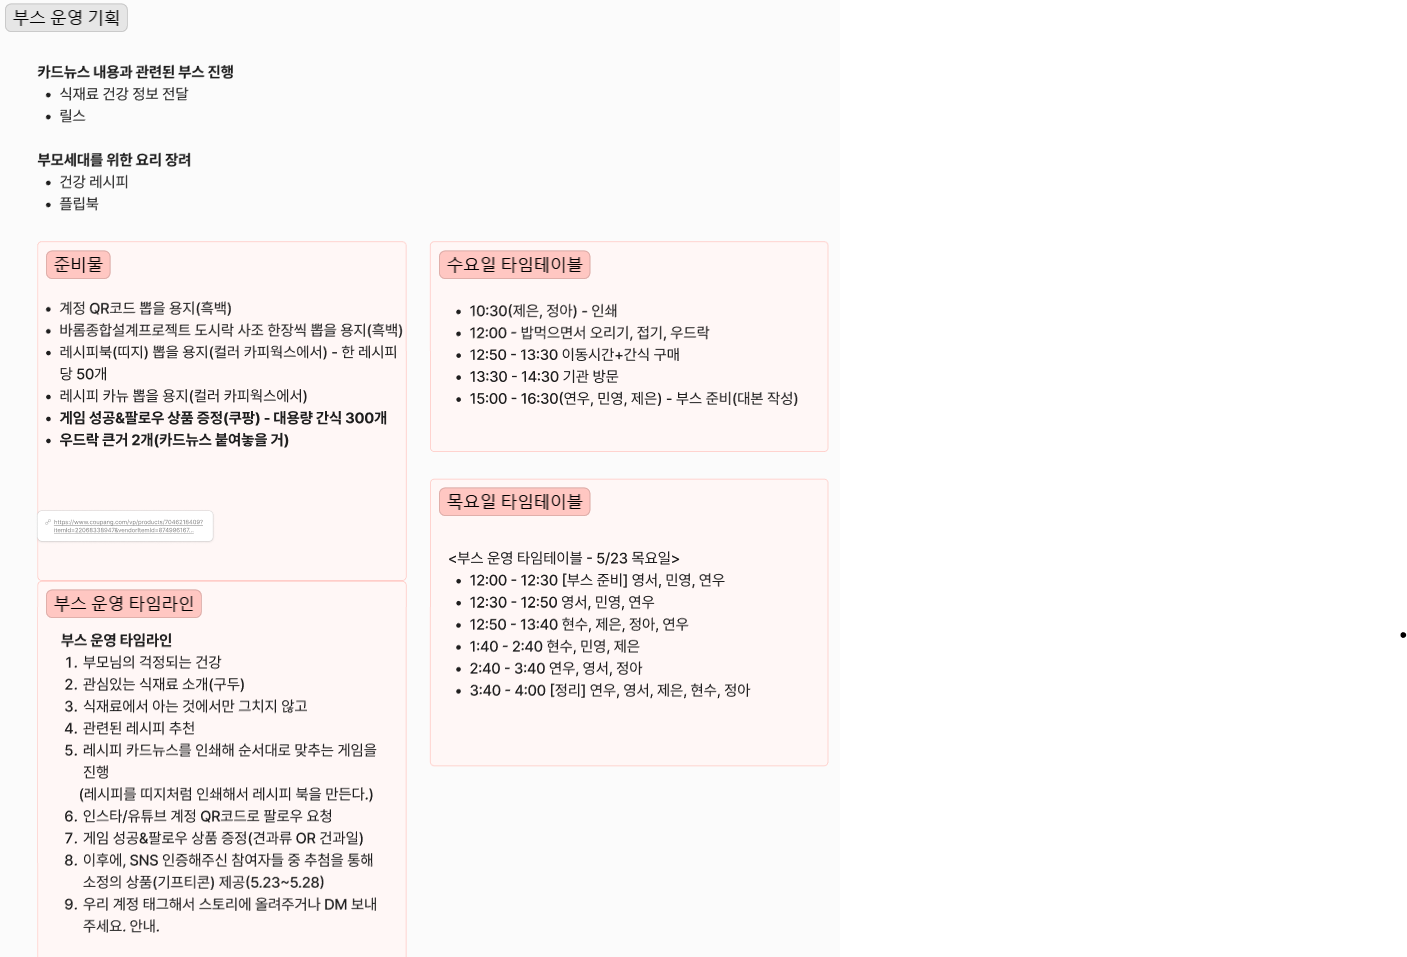 부스 운영 기획
카드뉴스 내용과 관련된 부스 진행
• 식재료 건강 정보 전달
• 릴스
부모세대를 위한 요리 장려
• 건강 레시피
• 플립북
준비물
• 계정 QR코드 뽑을 용지(흑백)
• 바롬종합설계프로젝트 도시락 사조 한장씩 뽑을 용지(흑백)
• 레시피북(띠지) 뽑을 용지(컬러 카피웍스에서) - 한 레시피
당 50개
• 레시피 카뉴 뽑을 용지(컬러 카피웍스에서)
• 게임 성공&팔로우 상품 증정(쿠팡) - 대용량 간식 300개
• 우드락 큰거 2개(카드뉴스 붙여놓을 거)
부스 운영 타임라인
부스 운영 타임라인
1. 부모님의 걱정되는 건강
2. 관심있는 식재료 소개(구두)
3. 식재료에서 아는 것에서만 그치지 않고
4. 관련된 레시피 추천
5. 레시피 카드뉴스를 인쇄해 순서대로 맞추는 게임을
진행
(레시피를 띠지처럼 인쇄해서 레시피 북을 만든다.)
6. 인스타/유튜브 계정 QR코드로 팔로우 요청
7. 게임 성공&팔로우 상품 증정(견과류 OR 건과일)
8. 이후에, SNS 인증해주신 참여자들 중 추첨을 통해
소정의 상품(기프티콘) 제공(5.23~5.28)
9. 우리 계정 태그해서 스토리에 올려주거나 DM 보내
주세요. 안내.
수요일 타임테이블
• 10:30(제은, 정아) - 인쇄
• 12:00 - 밥먹으면서 오리기, 접기, 우드락
• 12:50 - 13:30 이동시간+간식 구매
• 13:30 - 14:30 기관 방문
• 15:00 - 16:30(연우, 민영, 제은) - 부스 준비(대본 작성)
목요일 타임테이블
<부스 운영 타임테이블 - 5/23 목요일>
• 12:00 - 12:30 [부스 준비] 영서, 민영, 연우
• 12:30 - 12:50 영서, 민영, 연우
• 12:50 - 13:40 현수, 제은, 정아, 연우
• 1:40 - 2:40 현수, 민영, 제은
• 2:40 - 3:40 연우, 영서, 정아
• 3:40 - 4:00 [정리] 연우, 영서, 제은, 현수, 정아